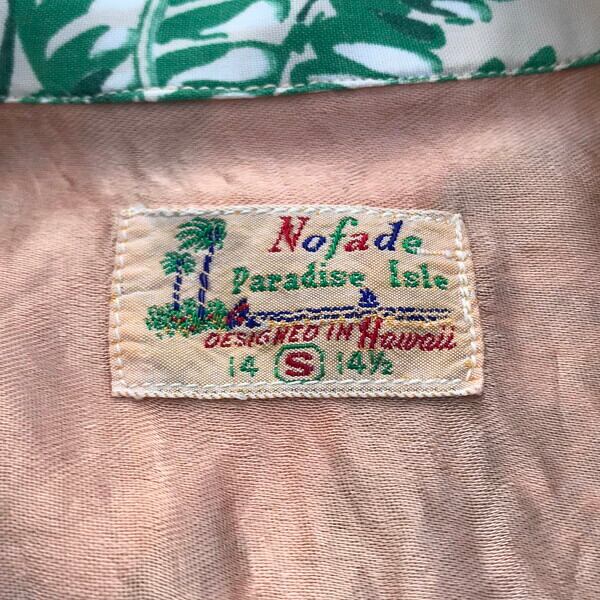 Nofade
Paradise Isle
DESIGNED IN Hawaii
14 S 14½